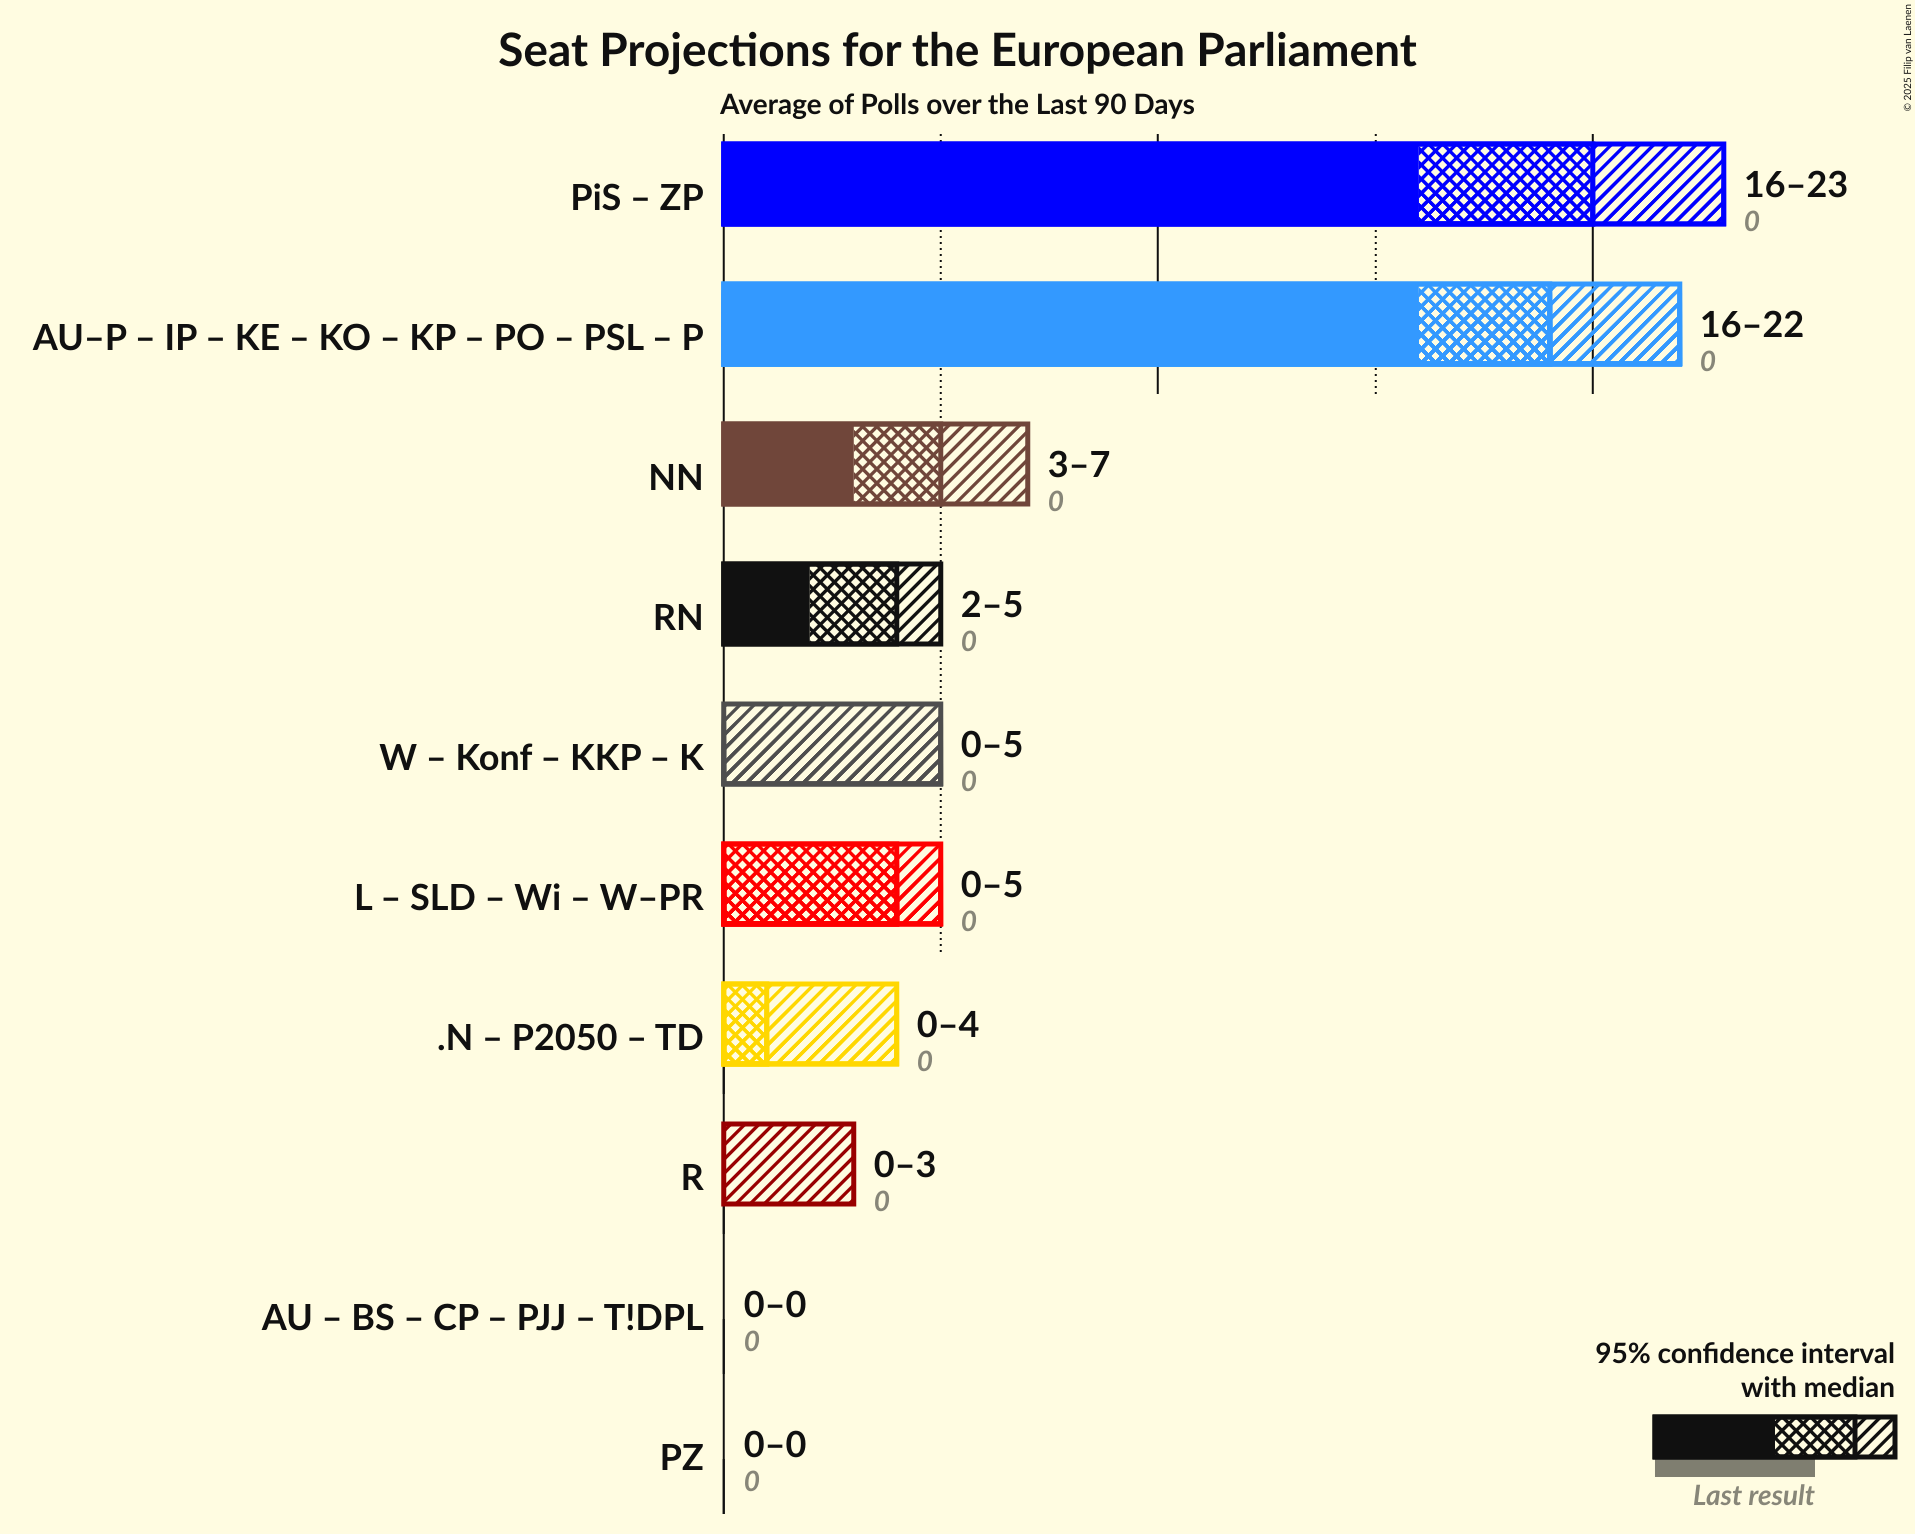 Seat Projections for the European Parliament
Average of Polls over the Last 90 Days
© 2025 Filip van Laenen
PiS – ZP
16–23
0
AU–P – IP – KE – KO – KP – PO – PSL – P
16–22
0
NN
3–7
0
RN
2–5
0
W – Konf – KKP – K
0–5
0
L – SLD – Wi – W–PR
0–5
0
.N – P2050 – TD
0–4
0
R
0–3
0
AU – BS – CP – PJJ – T!DPL
0–0
0
PZ
0–0
0
95% confidence interval
with median
Last result